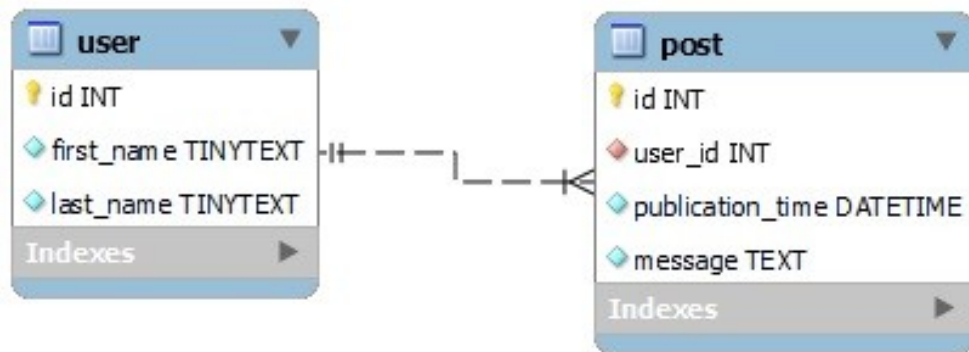 user
id INT
first_name TINYTEXT
last_name TINYTEXT
Indexes
post
id INT
user_id INT
publication_time DATETIME
message TEXT
Indexes